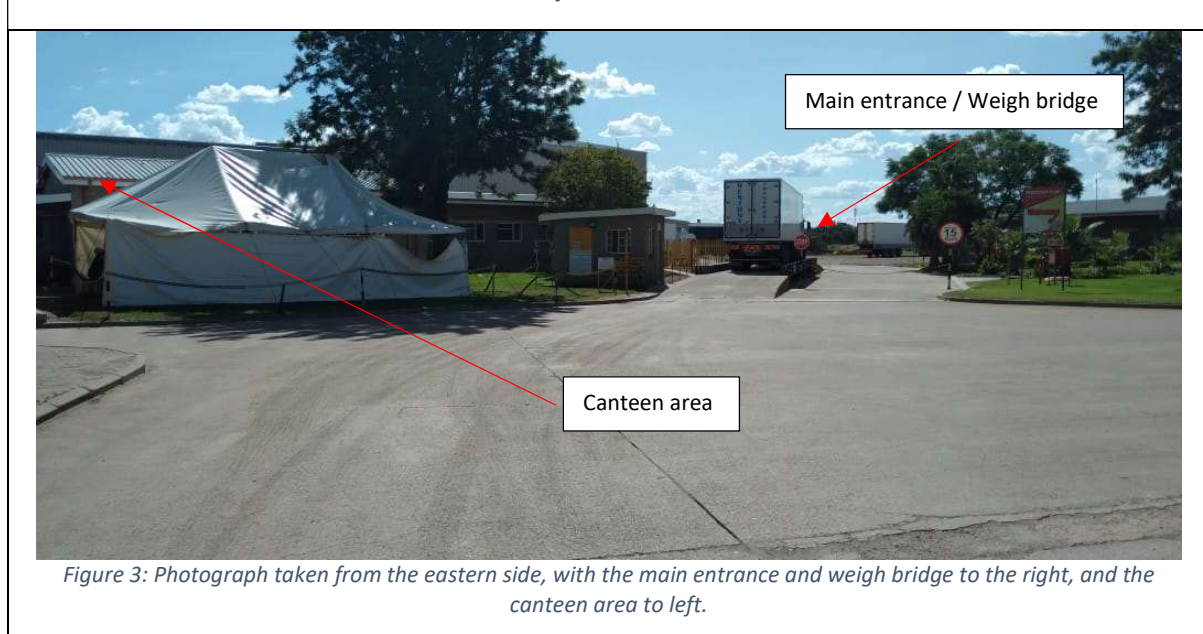 Main entrance / Weigh bridge
STOP
15
Canteen area
Figure 3: Photograph taken from the eastern side, with the main entrance and weigh bridge to the right, and the
canteen area to left.